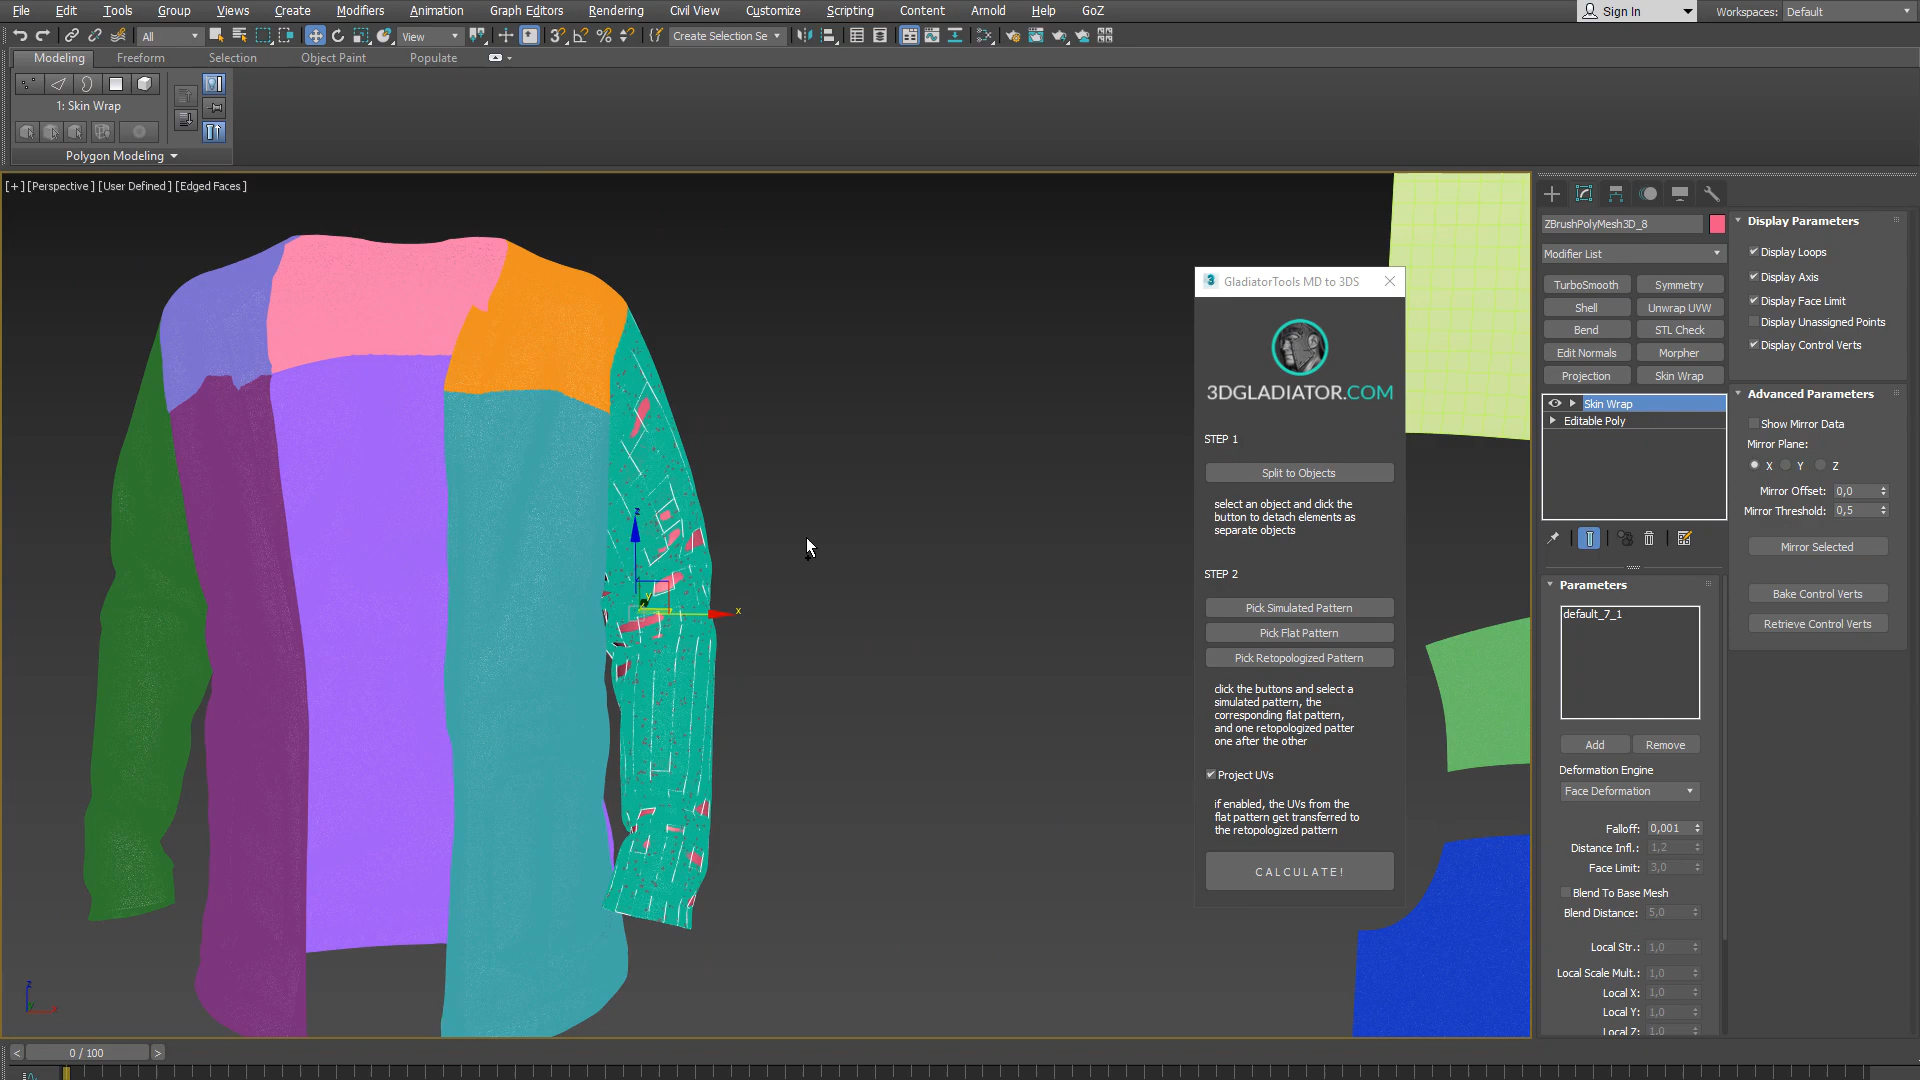 File Edit Tools Group Views Create Modifiers Animation Graph Editors Rendering Civil View Customize Scripting Content Arnold Help GoZ Sign In Workspaces: Default
All View Create Selection Se
Modeling Freeform Selection Object Paint Populate
1: Skin Wrap
Polygon Modeling
[+] [Perspective ] [User Defined ] [Edged Faces ]
z
y
x
z
x
0 / 100
GladiatorTools MD to 3DS
3DGLADIATOR.COM
STEP 1
Split to Objects
select an object and click the
button to detach elements as
separate objects
STEP 2
Pick Simulated Pattern
Pick Flat Pattern
Pick Retopologized Pattern
click the buttons and select a
simulated pattern, the
corresponding flat pattern,
and one retopologized patter
one after the other
Project UVs
if enabled, the UVs from the
flat pattern get transferred to
the retopologized pattern
CALCULATE!
ZBrushPolyMesh3D_8
Modifier List
TurboSmooth Symmetry
Shell Unwrap UVW
Bend STL Check
Edit Normals Morpher
Projection Skin Wrap
Skin Wrap
Editable Poly
Parameters
default_7_1
Add Remove
Deformation Engine
Face Deformation
Falloff: 0,001
Distance Infl.: 1,2
Face Limit: 3,0
Blend To Base Mesh
Blend Distance: 5,0
Local Str.: 1,0
Local Scale Mult.: 1,0
Local X: 1,0
Local Y: 1,0
Local Z: 1,0
Display Parameters
Display Loops
Display Axis
Display Face Limit
Display Unassigned Points
Display Control Verts
Advanced Parameters
Show Mirror Data
Mirror Plane:
X Y Z
Mirror Offset: 0,0
Mirror Threshold: 0,5
Mirror Selected
Bake Control Verts
Retrieve Control Verts